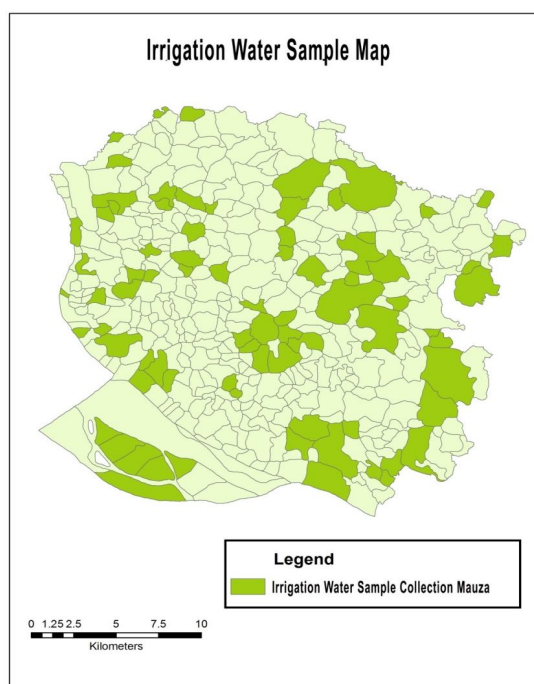 Irrigation Water Sample Map
Legend
Irrigation Water Sample Collection Mauza
0 1.25 2.5 5 7.5 10
Kilometers